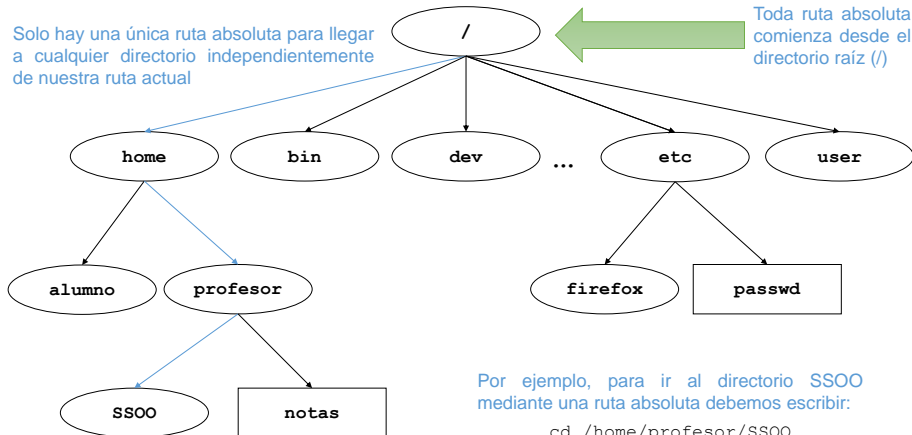 Solo hay una única ruta absoluta para llegar
a cualquier directorio independientemente
de nuestra ruta actual
/
Toda ruta absoluta
comienza desde el
directorio raíz (/)
home
bin
dev
...
etc
user
alumno
profesor
firefox
passwd
SSOO
notas
Por ejemplo, para ir al directorio SSOO
mediante una ruta absoluta debemos escribir:
cd /home/profesor/SSOO